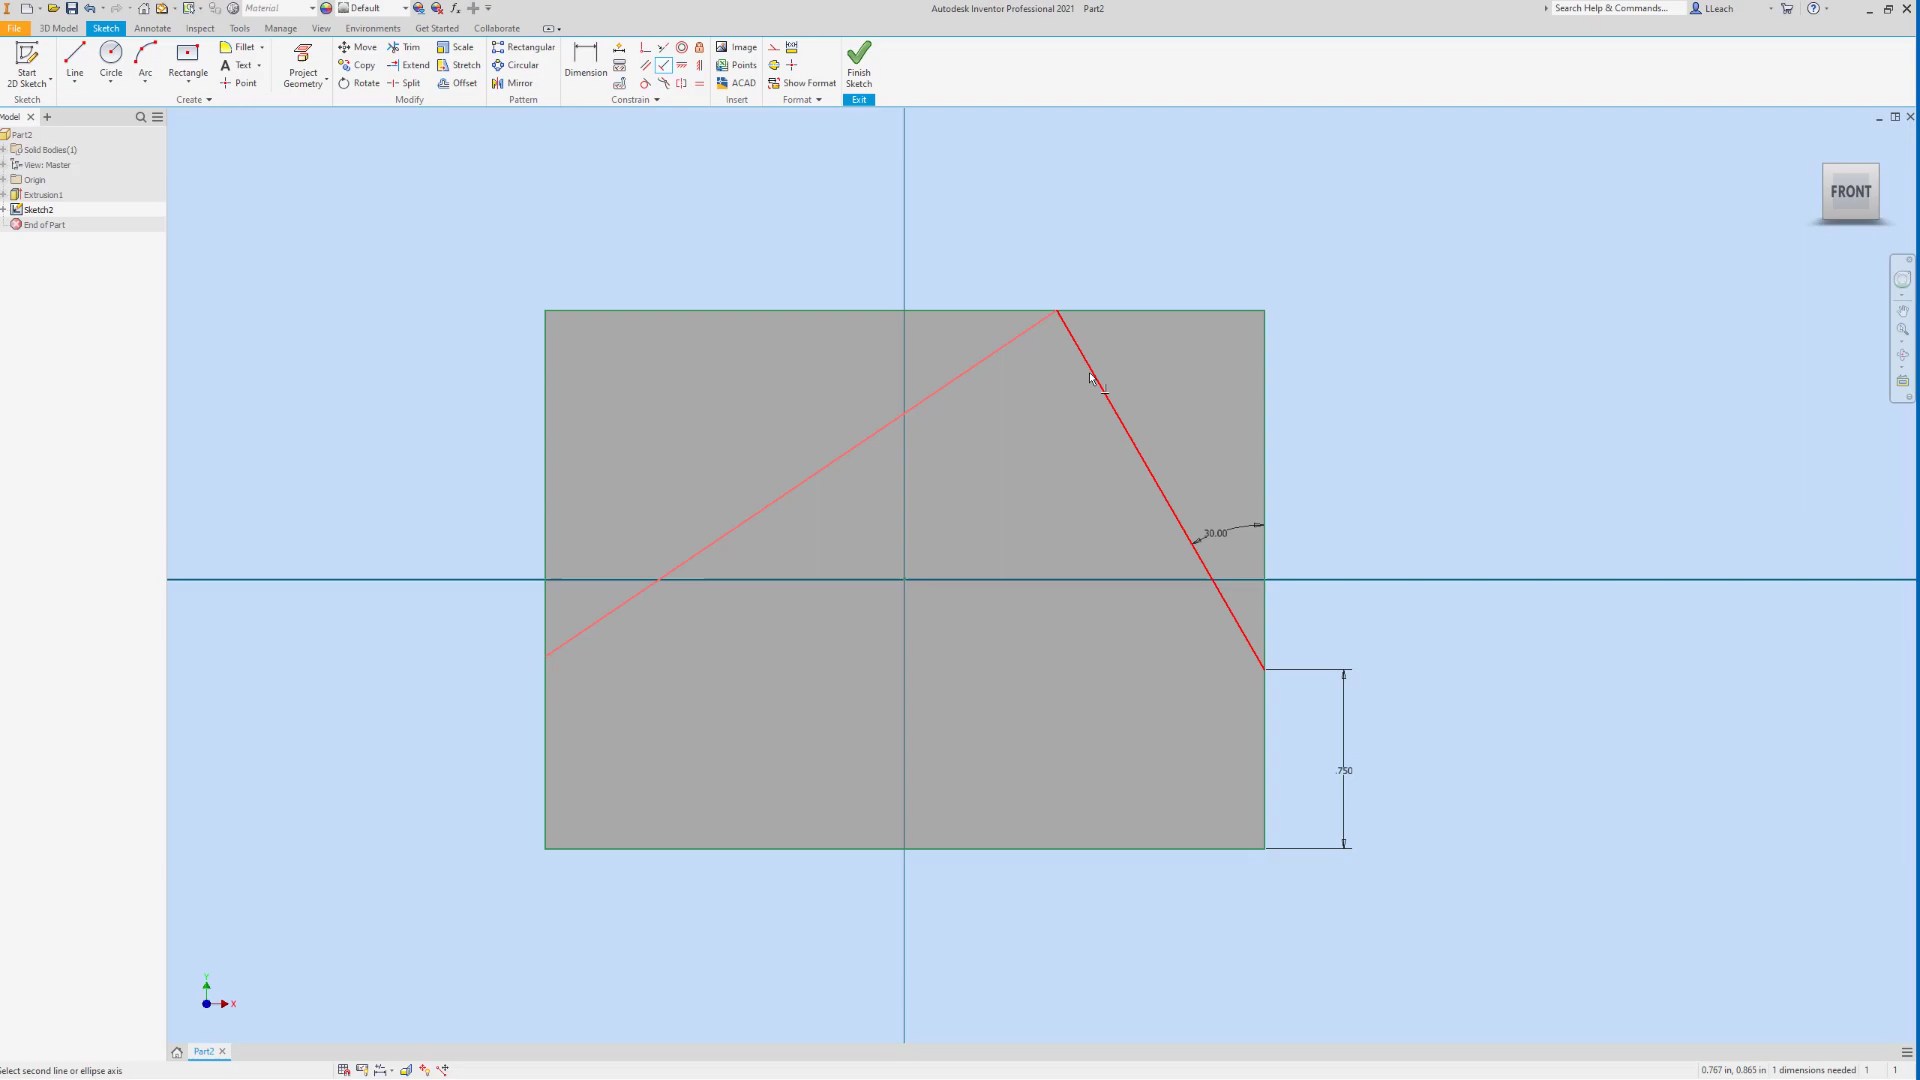 Material
Default
Autodesk Inventor Professional 2021 Part2
Search Help & Commands...
LLeach
File
3D Model
Sketch
Annotate
Inspect
Tools
Manage
View
Environments
Get Started
Collaborate
Start
2D Sketch
Line
Circle
Arc
Rectangle
Fillet
Text
Point
Project
Geometry
Move
Copy
Rotate
Trim
Extend
Split
Scale
Stretch
Offset
Rectangular
Circular
Mirror
Dimension
Image
Points
ACAD
Show Format
Finish
Sketch
Sketch
Create
Modify
Pattern
Constrain
Insert
Format
Exit
Model
Part2
Solid Bodies(1)
View: Master
Origin
Extrusion1
Sketch2
End of Part
FRONT
30.00
.750
Y
X
Part2
Select second line or ellipse axis
0.767 in, 0.865 in 1 dimensions needed 1 1